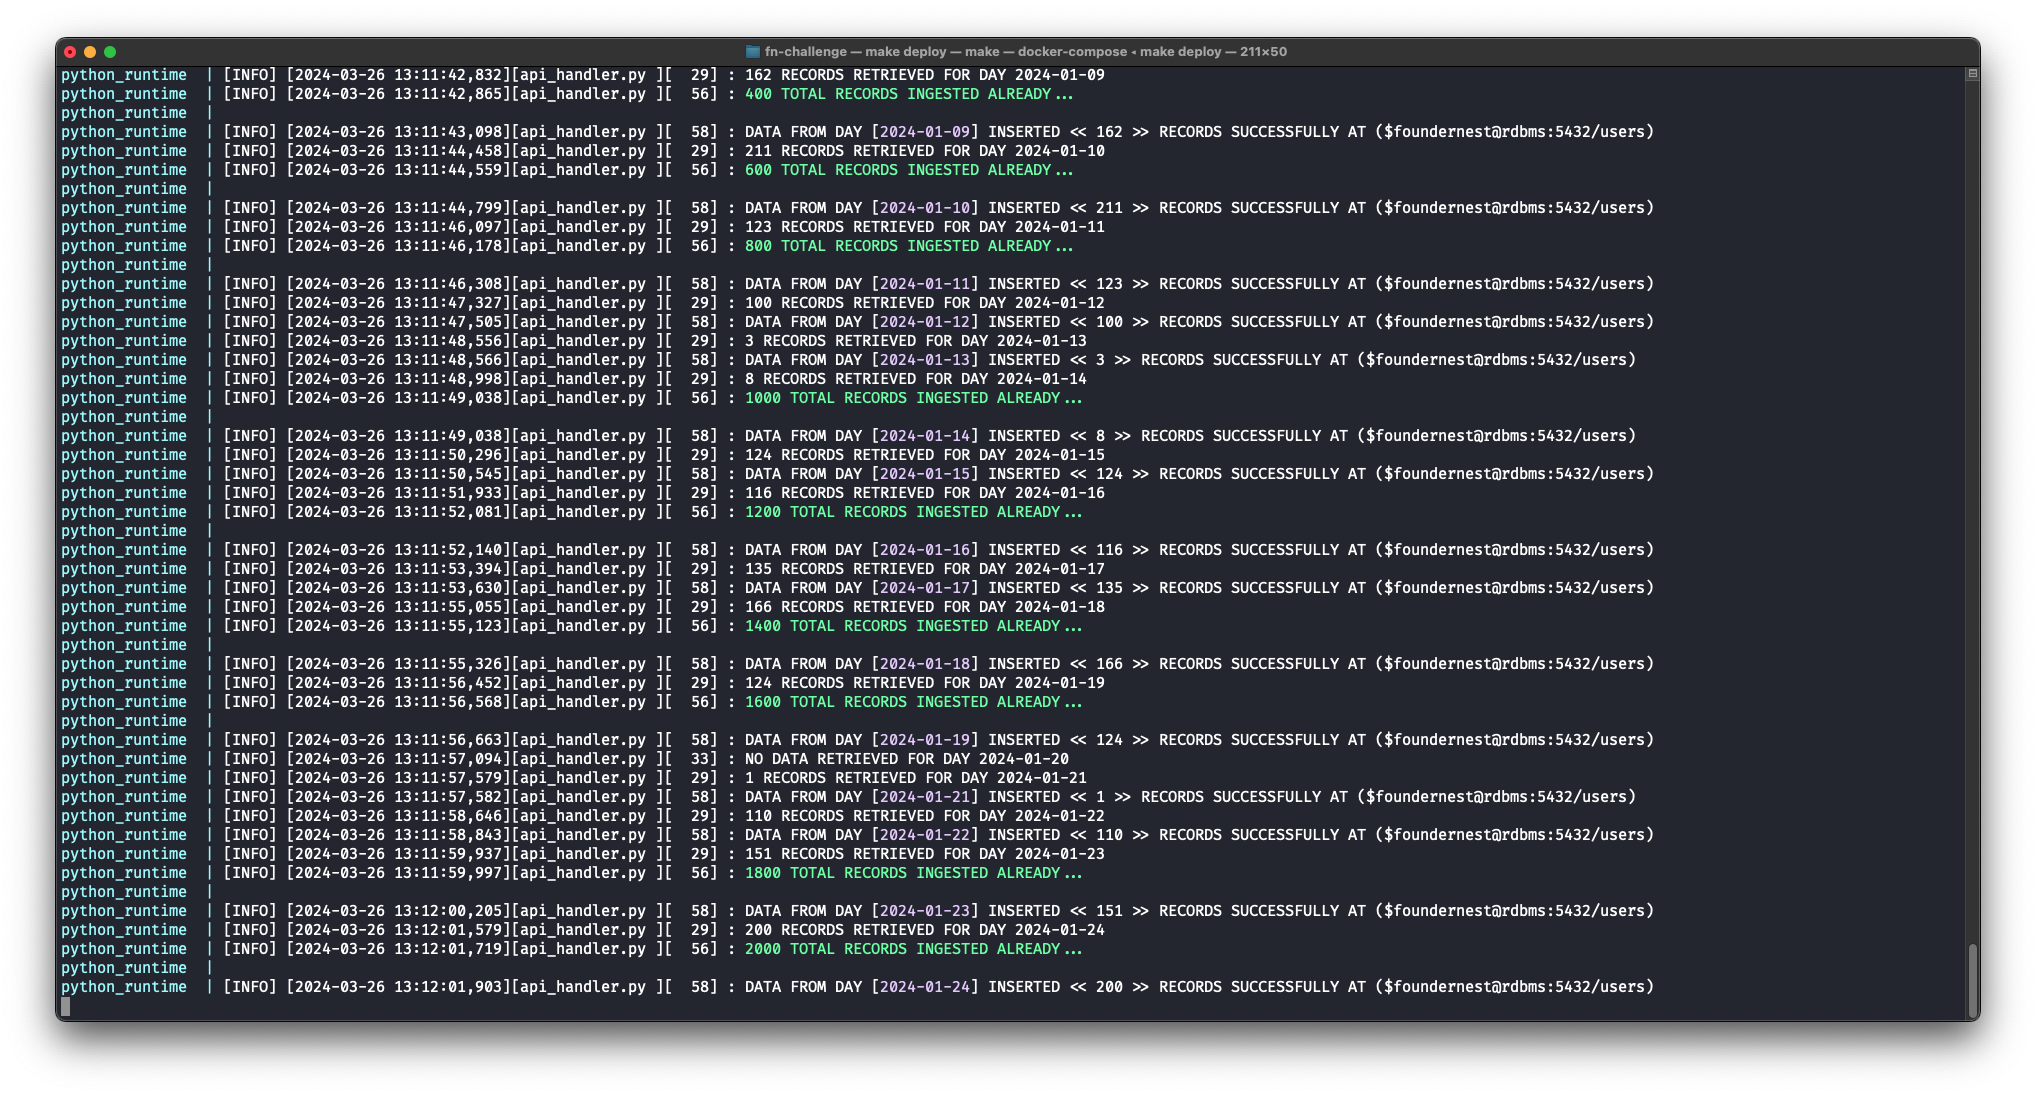 fn-challenge — make deploy — make — docker-compose ◂ make deploy — 211×50
python_runtime  | [INFO] [2024-03-26 13:11:42,832][api_handler.py ][  29] : 162 RECORDS RETRIEVED FOR DAY 2024-01-09
python_runtime  | [INFO] [2024-03-26 13:11:42,865][api_handler.py ][  56] : 400 TOTAL RECORDS INGESTED ALREADY...
python_runtime  |
python_runtime  | [INFO] [2024-03-26 13:11:43,098][api_handler.py ][  58] : DATA FROM DAY [2024-01-09] INSERTED << 162 >> RECORDS SUCCESSFULLY AT ($foundernest@rdbms:5432/users)
python_runtime  | [INFO] [2024-03-26 13:11:44,458][api_handler.py ][  29] : 211 RECORDS RETRIEVED FOR DAY 2024-01-10
python_runtime  | [INFO] [2024-03-26 13:11:44,559][api_handler.py ][  56] : 600 TOTAL RECORDS INGESTED ALREADY...
python_runtime  |
python_runtime  | [INFO] [2024-03-26 13:11:44,799][api_handler.py ][  58] : DATA FROM DAY [2024-01-10] INSERTED << 211 >> RECORDS SUCCESSFULLY AT ($foundernest@rdbms:5432/users)
python_runtime  | [INFO] [2024-03-26 13:11:46,097][api_handler.py ][  29] : 123 RECORDS RETRIEVED FOR DAY 2024-01-11
python_runtime  | [INFO] [2024-03-26 13:11:46,178][api_handler.py ][  56] : 800 TOTAL RECORDS INGESTED ALREADY...
python_runtime  |
python_runtime  | [INFO] [2024-03-26 13:11:46,308][api_handler.py ][  58] : DATA FROM DAY [2024-01-11] INSERTED << 123 >> RECORDS SUCCESSFULLY AT ($foundernest@rdbms:5432/users)
python_runtime  | [INFO] [2024-03-26 13:11:47,327][api_handler.py ][  29] : 100 RECORDS RETRIEVED FOR DAY 2024-01-12
python_runtime  | [INFO] [2024-03-26 13:11:47,505][api_handler.py ][  58] : DATA FROM DAY [2024-01-12] INSERTED << 100 >> RECORDS SUCCESSFULLY AT ($foundernest@rdbms:5432/users)
python_runtime  | [INFO] [2024-03-26 13:11:48,556][api_handler.py ][  29] : 3 RECORDS RETRIEVED FOR DAY 2024-01-13
python_runtime  | [INFO] [2024-03-26 13:11:48,566][api_handler.py ][  58] : DATA FROM DAY [2024-01-13] INSERTED << 3 >> RECORDS SUCCESSFULLY AT ($foundernest@rdbms:5432/users)
python_runtime  | [INFO] [2024-03-26 13:11:48,998][api_handler.py ][  29] : 8 RECORDS RETRIEVED FOR DAY 2024-01-14
python_runtime  | [INFO] [2024-03-26 13:11:49,038][api_handler.py ][  56] : 1000 TOTAL RECORDS INGESTED ALREADY...
python_runtime  |
python_runtime  | [INFO] [2024-03-26 13:11:49,038][api_handler.py ][  58] : DATA FROM DAY [2024-01-14] INSERTED << 8 >> RECORDS SUCCESSFULLY AT ($foundernest@rdbms:5432/users)
python_runtime  | [INFO] [2024-03-26 13:11:50,296][api_handler.py ][  29] : 124 RECORDS RETRIEVED FOR DAY 2024-01-15
python_runtime  | [INFO] [2024-03-26 13:11:50,545][api_handler.py ][  58] : DATA FROM DAY [2024-01-15] INSERTED << 124 >> RECORDS SUCCESSFULLY AT ($foundernest@rdbms:5432/users)
python_runtime  | [INFO] [2024-03-26 13:11:51,933][api_handler.py ][  29] : 116 RECORDS RETRIEVED FOR DAY 2024-01-16
python_runtime  | [INFO] [2024-03-26 13:11:52,081][api_handler.py ][  56] : 1200 TOTAL RECORDS INGESTED ALREADY...
python_runtime  |
python_runtime  | [INFO] [2024-03-26 13:11:52,140][api_handler.py ][  58] : DATA FROM DAY [2024-01-16] INSERTED << 116 >> RECORDS SUCCESSFULLY AT ($foundernest@rdbms:5432/users)
python_runtime  | [INFO] [2024-03-26 13:11:53,394][api_handler.py ][  29] : 135 RECORDS RETRIEVED FOR DAY 2024-01-17
python_runtime  | [INFO] [2024-03-26 13:11:53,630][api_handler.py ][  58] : DATA FROM DAY [2024-01-17] INSERTED << 135 >> RECORDS SUCCESSFULLY AT ($foundernest@rdbms:5432/users)
python_runtime  | [INFO] [2024-03-26 13:11:55,055][api_handler.py ][  29] : 166 RECORDS RETRIEVED FOR DAY 2024-01-18
python_runtime  | [INFO] [2024-03-26 13:11:55,123][api_handler.py ][  56] : 1400 TOTAL RECORDS INGESTED ALREADY...
python_runtime  |
python_runtime  | [INFO] [2024-03-26 13:11:55,326][api_handler.py ][  58] : DATA FROM DAY [2024-01-18] INSERTED << 166 >> RECORDS SUCCESSFULLY AT ($foundernest@rdbms:5432/users)
python_runtime  | [INFO] [2024-03-26 13:11:56,452][api_handler.py ][  29] : 124 RECORDS RETRIEVED FOR DAY 2024-01-19
python_runtime  | [INFO] [2024-03-26 13:11:56,568][api_handler.py ][  56] : 1600 TOTAL RECORDS INGESTED ALREADY...
python_runtime  |
python_runtime  | [INFO] [2024-03-26 13:11:56,663][api_handler.py ][  58] : DATA FROM DAY [2024-01-19] INSERTED << 124 >> RECORDS SUCCESSFULLY AT ($foundernest@rdbms:5432/users)
python_runtime  | [INFO] [2024-03-26 13:11:57,094][api_handler.py ][  33] : NO DATA RETRIEVED FOR DAY 2024-01-20
python_runtime  | [INFO] [2024-03-26 13:11:57,579][api_handler.py ][  29] : 1 RECORDS RETRIEVED FOR DAY 2024-01-21
python_runtime  | [INFO] [2024-03-26 13:11:57,582][api_handler.py ][  58] : DATA FROM DAY [2024-01-21] INSERTED << 1 >> RECORDS SUCCESSFULLY AT ($foundernest@rdbms:5432/users)
python_runtime  | [INFO] [2024-03-26 13:11:58,646][api_handler.py ][  29] : 110 RECORDS RETRIEVED FOR DAY 2024-01-22
python_runtime  | [INFO] [2024-03-26 13:11:58,843][api_handler.py ][  58] : DATA FROM DAY [2024-01-22] INSERTED << 110 >> RECORDS SUCCESSFULLY AT ($foundernest@rdbms:5432/users)
python_runtime  | [INFO] [2024-03-26 13:11:59,937][api_handler.py ][  29] : 151 RECORDS RETRIEVED FOR DAY 2024-01-23
python_runtime  | [INFO] [2024-03-26 13:11:59,997][api_handler.py ][  56] : 1800 TOTAL RECORDS INGESTED ALREADY...
python_runtime  |
python_runtime  | [INFO] [2024-03-26 13:12:00,205][api_handler.py ][  58] : DATA FROM DAY [2024-01-23] INSERTED << 151 >> RECORDS SUCCESSFULLY AT ($foundernest@rdbms:5432/users)
python_runtime  | [INFO] [2024-03-26 13:12:01,579][api_handler.py ][  29] : 200 RECORDS RETRIEVED FOR DAY 2024-01-24
python_runtime  | [INFO] [2024-03-26 13:12:01,719][api_handler.py ][  56] : 2000 TOTAL RECORDS INGESTED ALREADY...
python_runtime  |
python_runtime  | [INFO] [2024-03-26 13:12:01,903][api_handler.py ][  58] : DATA FROM DAY [2024-01-24] INSERTED << 200 >> RECORDS SUCCESSFULLY AT ($foundernest@rdbms:5432/users)